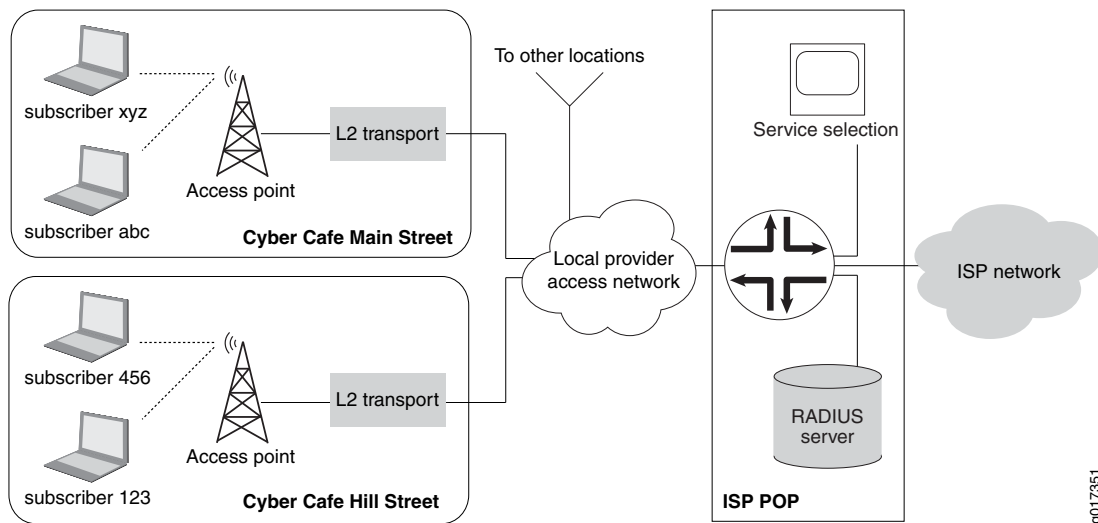 subscriber xyz
subscriber abc
Access point
L2 transport
Cyber Cafe Main Street
subscriber 456
subscriber 123
Access point
L2 transport
Cyber Cafe Hill Street
To other locations
Local provider
access network
Service selection
RADIUS
server
ISP POP
ISP network
g017351